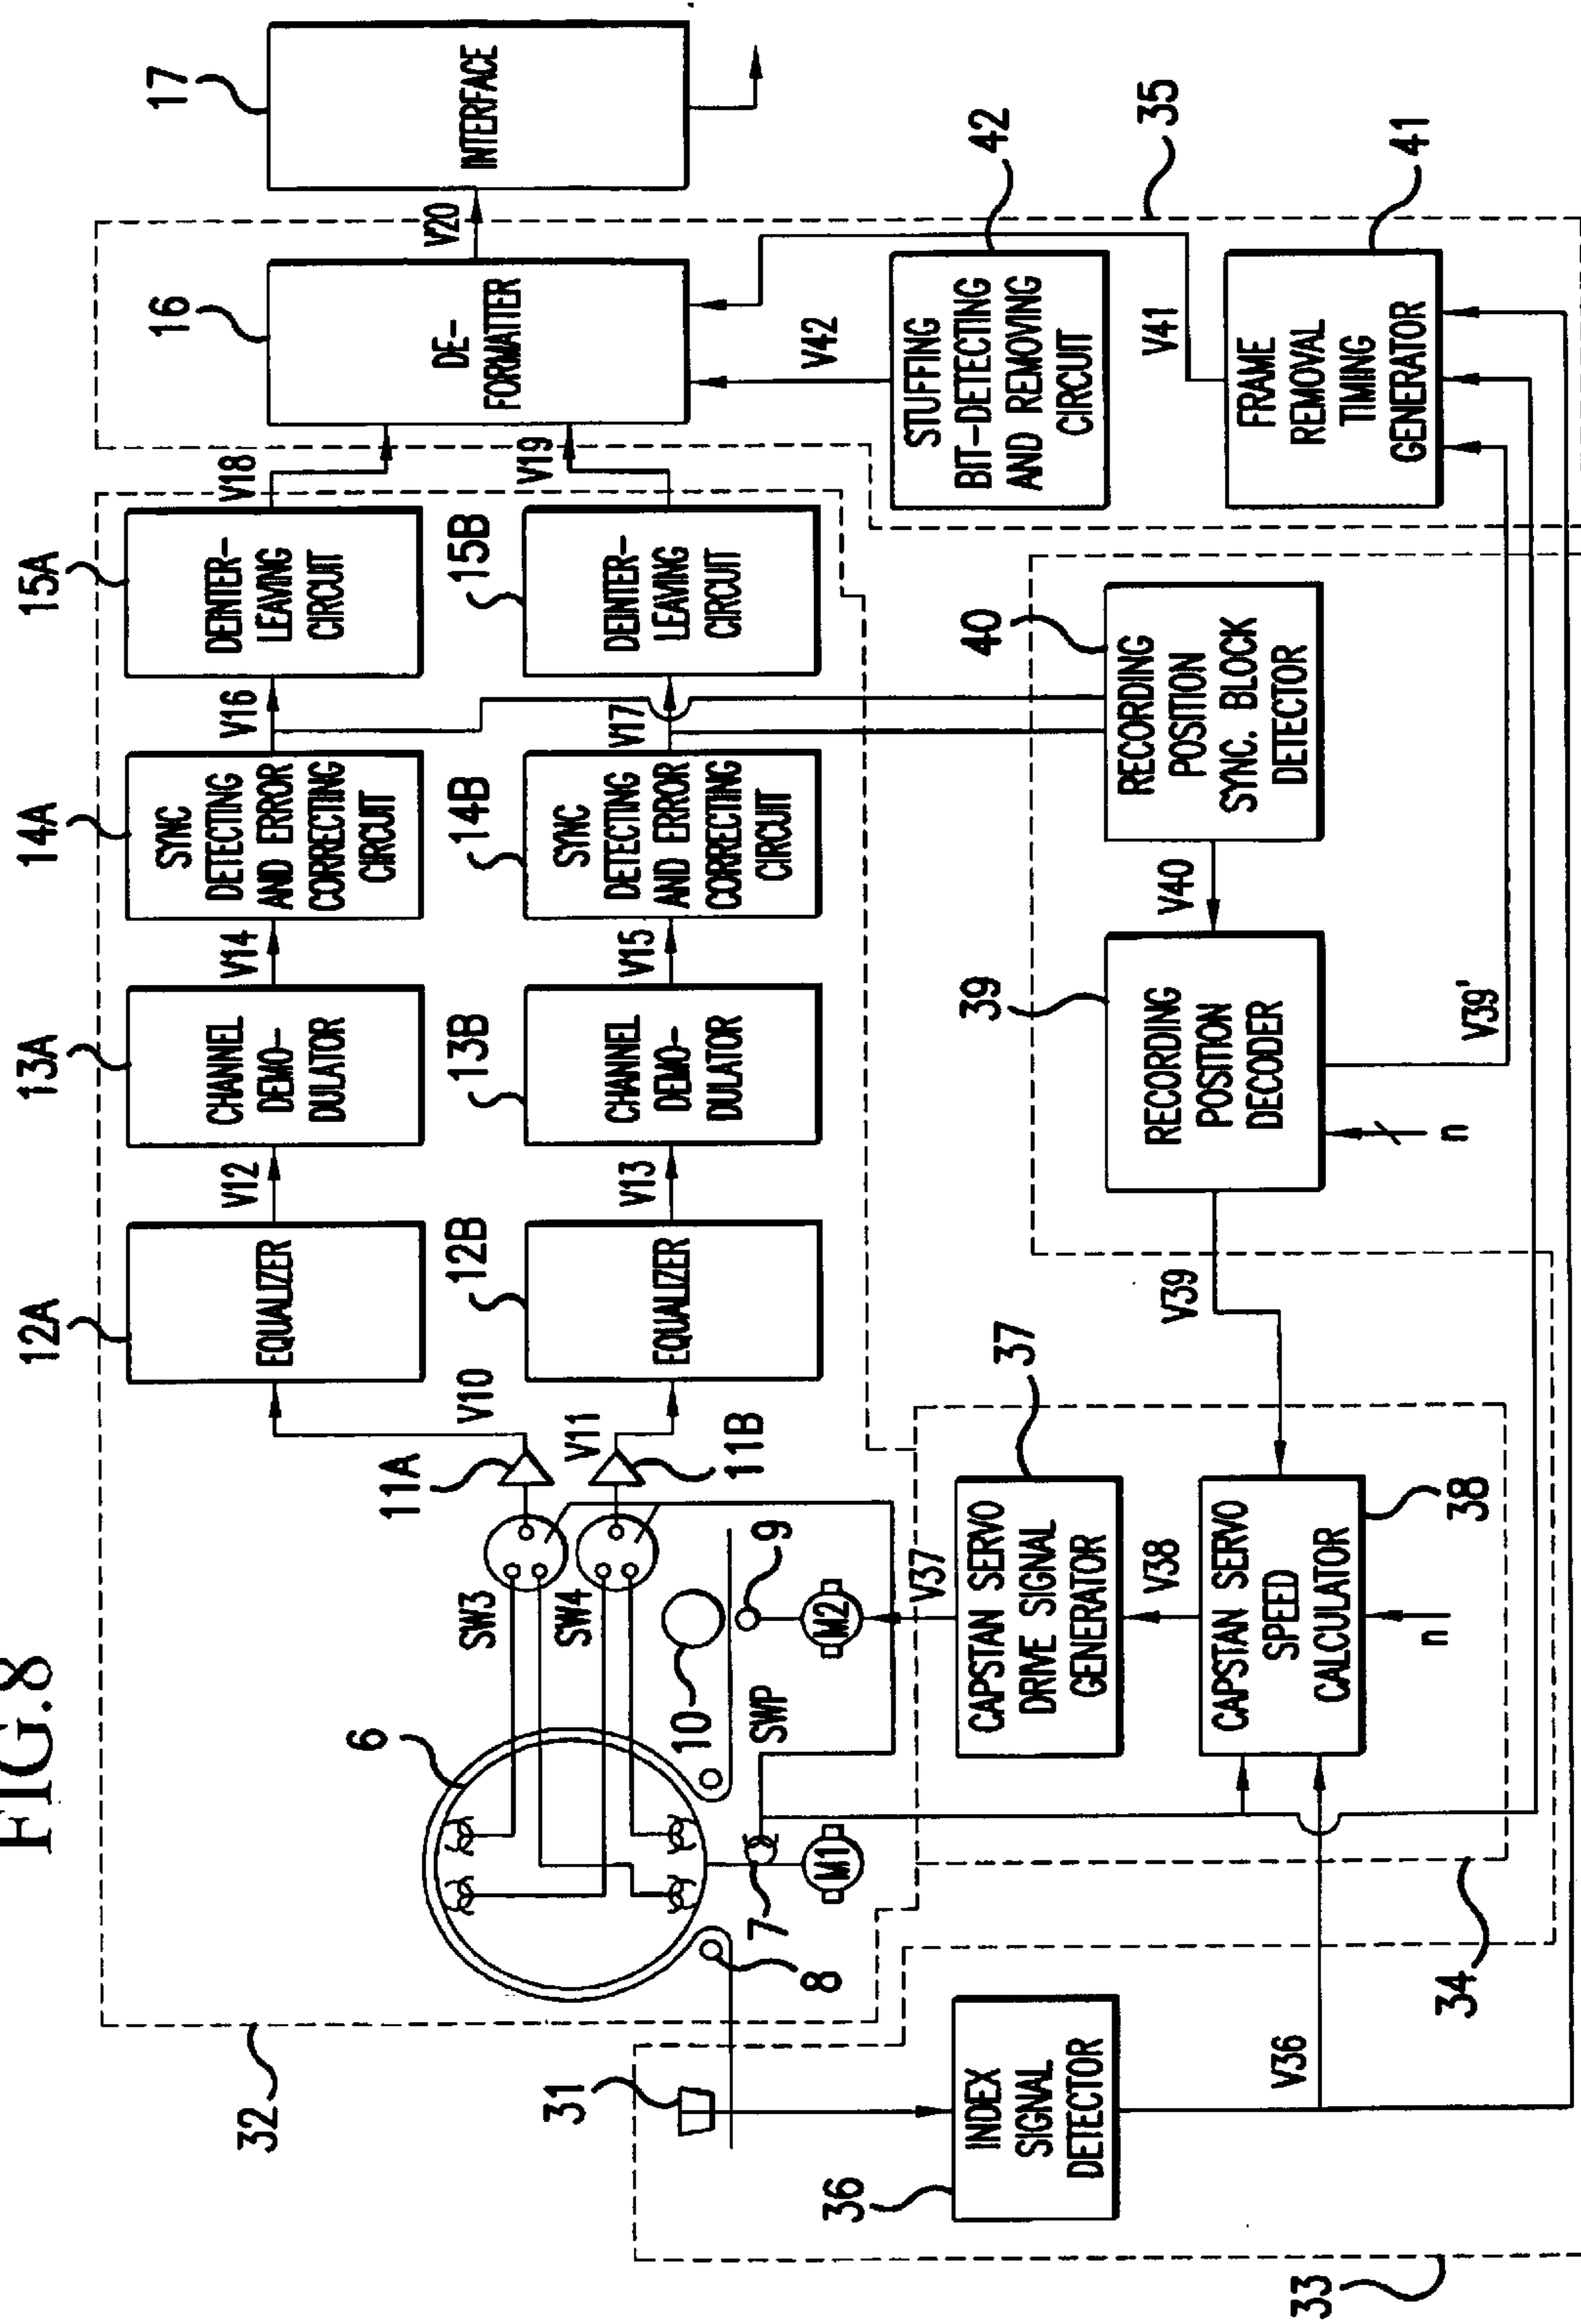 FIG.8
32
12A
13A
14A
15A
16
17
EQUALIZER
V12
CHANNEL
DEMO-
DULATOR
V14
SYNC
DETECTING
AND ERROR
CORRECTING
CIRCUIT
V16
DEINTER-
LEAVING
CIRCUIT
V18
DE-
FORMATTER
V20
INTERFACE
6
11A
V10
SW3
SW4
V11
11B
12B
EQUALIZER
V13
13B
CHANNEL
DEMO-
DULATOR
V15
14B
SYNC
DETECTING
AND ERROR
CORRECTING
CIRCUIT
V17
15B
DEINTER-
LEAVING
CIRCUIT
V19
31
8
7
10
9
SWP
M1
M2
V37
V42
36
INDEX
SIGNAL
DETECTOR
V36
37
CAPSTAN SERVO
DRIVE SIGNAL
GENERATOR
V38
CAPSTAN SERVO
SPEED
CALCULATOR
38
n
V39
39
RECORDING
POSITION
DECODER
n
V39'
V40
40
RECORDING
POSITION
SYNC. BLOCK
DETECTOR
42
STUFFING
BIT-DETECTING
AND REMOVING
CIRCUIT
35
V41
41
FRAME
REMOVAL
TIMING
GENERATOR
33
34